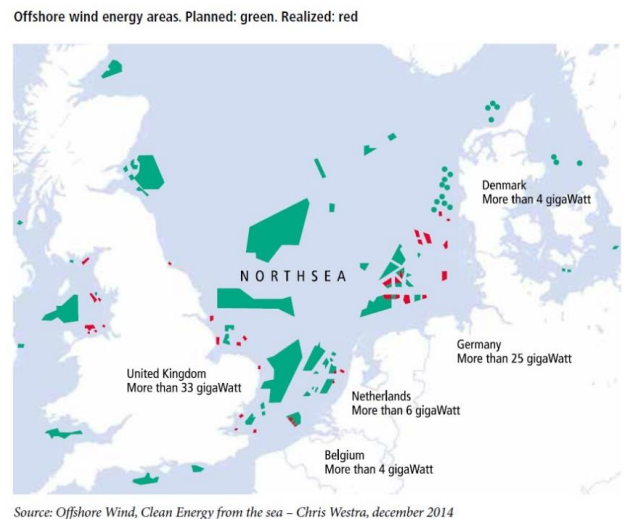 Offshore wind energy areas. Planned: green. Realized: red
Denmark
More than 4 gigaWatt
NORTHSEA
Germany
More than 25 gigaWatt
United Kingdom
More than 33 gigaWatt
Netherlands
More than 6 gigaWatt
Belgium
More than 4 gigaWatt
Source: Offshore Wind, Clean Energy from the sea – Chris Westra, december 2014